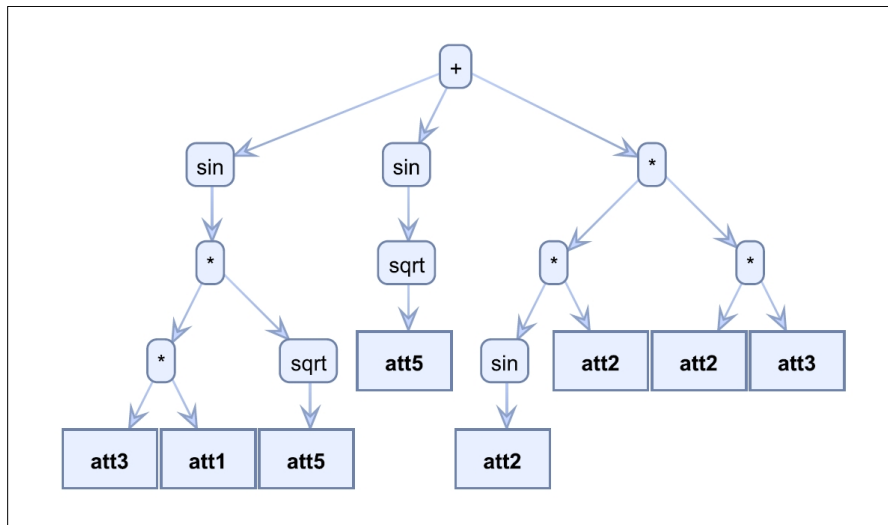 +
sin sin *
* sqrt * *
* sqrt att5 sin att2 att2 att3
att3 att1 att5 att2